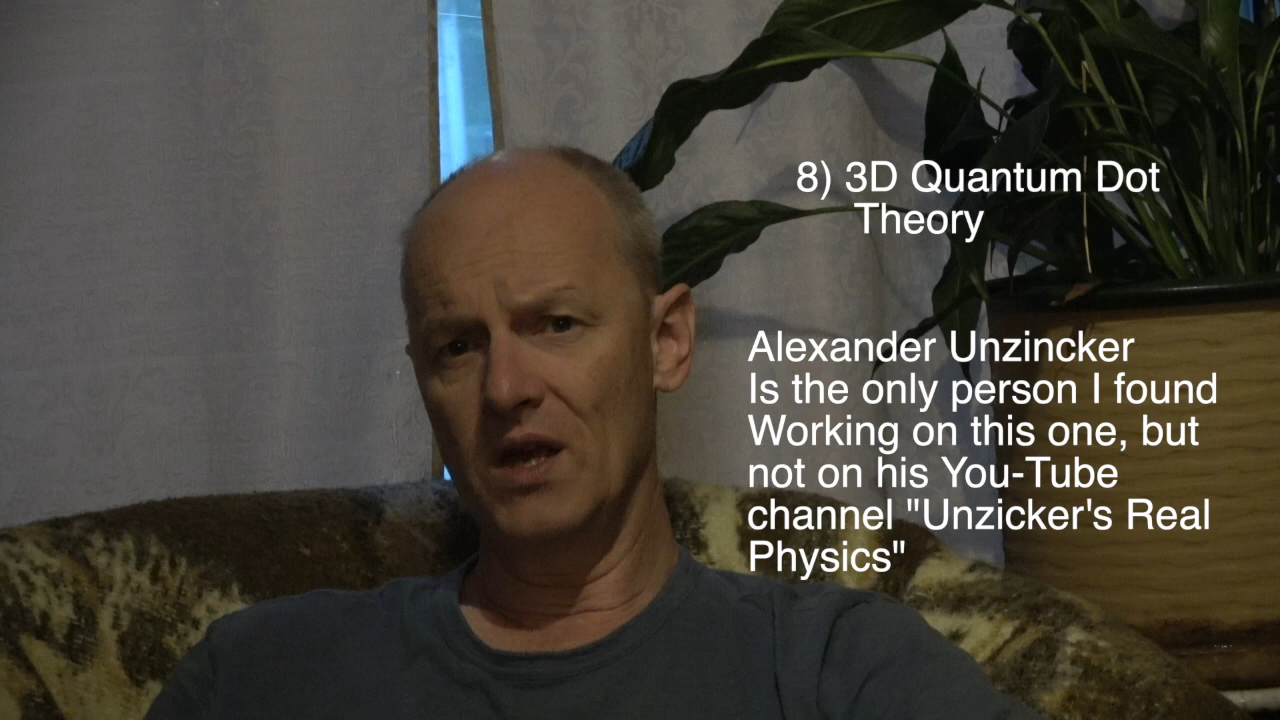 8) 3D Quantum Dot
Theory
Alexander Unzincker
Is the only person I found
Working on this one, but
not on his You-Tube
channel "Unzicker's Real
Physics"